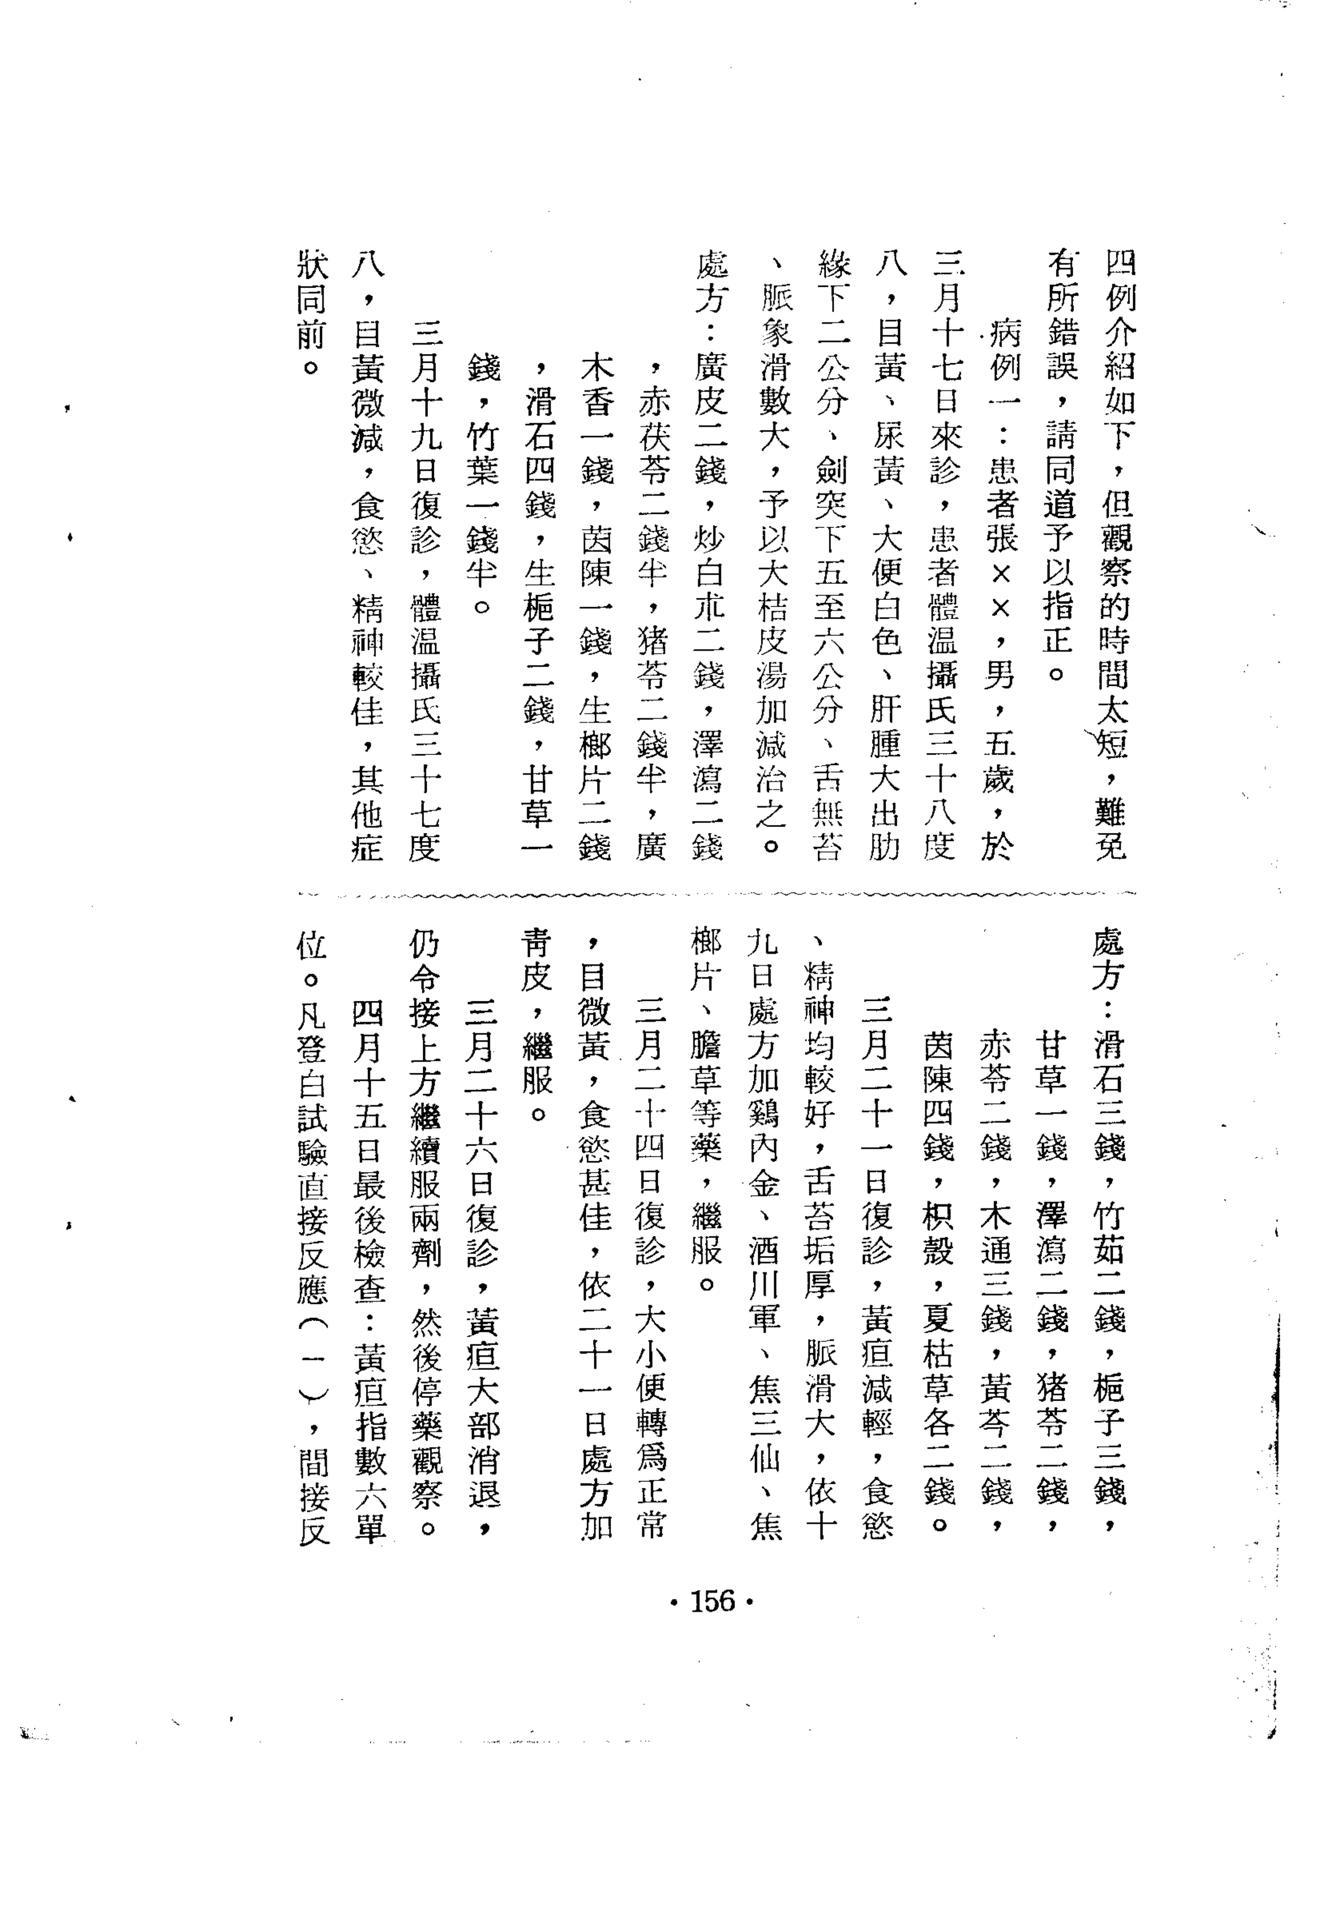 四例介紹如下，但觀察的時間太短，難免
有所錯誤，請同道予以指正。
病例一：患者張××，男，五歲，於
三月十七日來診，患者體温攝氏三十八度
八，目黃、尿黃、大便白色、肝腫大出肋
緣下二公分、劍突下五至六公分、舌無苔
、脈象滑數大，予以大桔皮湯加減治之。
處方：廣皮二錢，炒白朮二錢，澤瀉二錢
，赤茯苓二錢半，猪苓二錢半，廣
木香一錢，茵陳一錢，生榔片二錢
，滑石四錢，生梔子二錢，甘草一
錢，竹葉一錢半。
三月十九日復診，體温攝氏三十七度
八，目黃微減，食慾、精神較佳，其他症
狀同前。
處方：滑石三錢，竹茹二錢，梔子三錢，
甘草一錢，澤瀉二錢，猪苓二錢，
赤苓二錢，木通三錢，黃芩二錢，
茵陳四錢，枳殼，夏枯草各二錢。
三月二十一日復診，黃疸減輕，食慾
、精神均較好，舌苔垢厚，脈滑大，依十
九日處方加鷄內金、酒川軍、焦三仙、焦
榔片、膽草等藥，繼服。
三月二十四日復診，大小便轉爲正常
，目微黃，食慾甚佳，依二十一日處方加
靑皮，繼服。
三月二十六日復診，黃疸大部消退，
仍令接上方繼續服兩劑，然後停藥觀察。
四月十五日最後檢查：黃疸指數六單
位。凡登白試驗直接反應（一），間接反
·156·